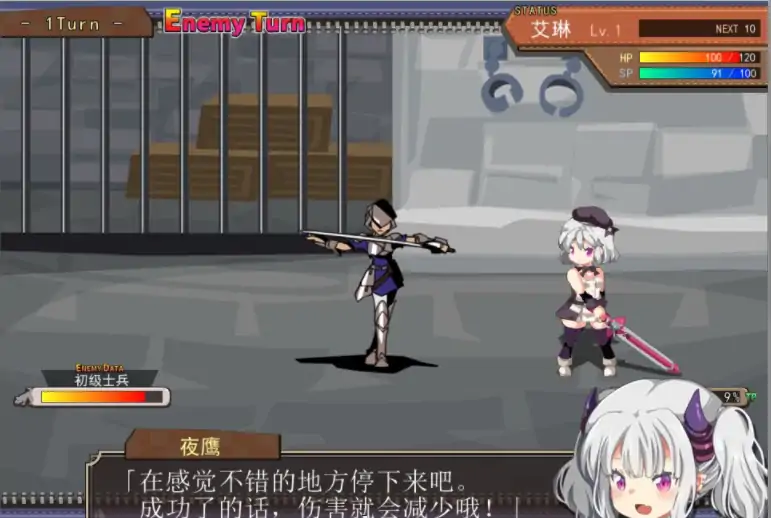 - 1Turn -
Enemy Turn
STATUS
艾琳 Lv.1 NEXT 10
HP 100 / 120
SP 91 / 100
ENEMY DATA
初级士兵
9% TP
夜鹰
「在感觉不错的地方停下来吧。
成功了的话，伤害就会减少哦！」